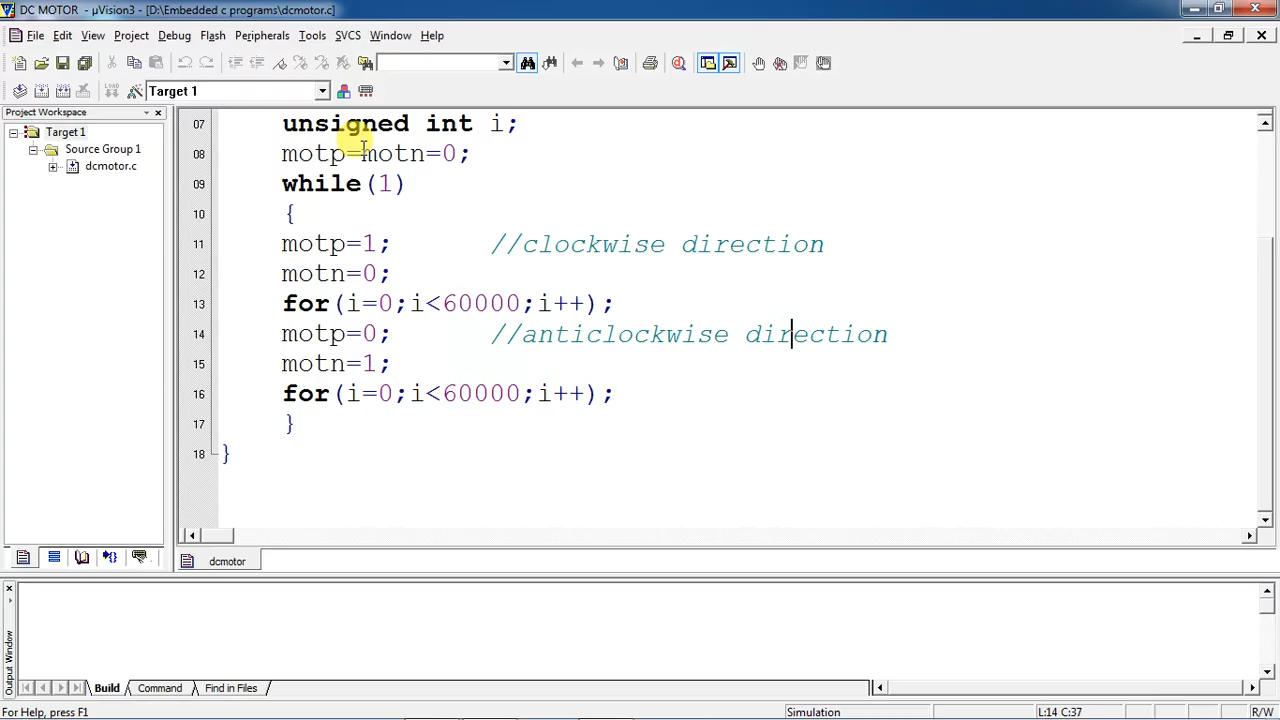 DC MOTOR - µVision3 - [D:\Embedded c programs\dcmotor.c]
File Edit View Project Debug Flash Peripherals Tools SVCS Window Help
Target 1
Project Workspace
Target 1
Source Group 1
dcmotor.c
07 unsigned int i;
08 motp=motn=0;
09 while(1)
10 {
11 motp=1; //clockwise direction
12 motn=0;
13 for(i=0;i<60000;i++);
14 motp=0; //anticlockwise direction
15 motn=1;
16 for(i=0;i<60000;i++);
17 }
18 }
dcmotor
Output Window
Build Command Find in Files
For Help, press F1 Simulation L:14 C:37 R/W